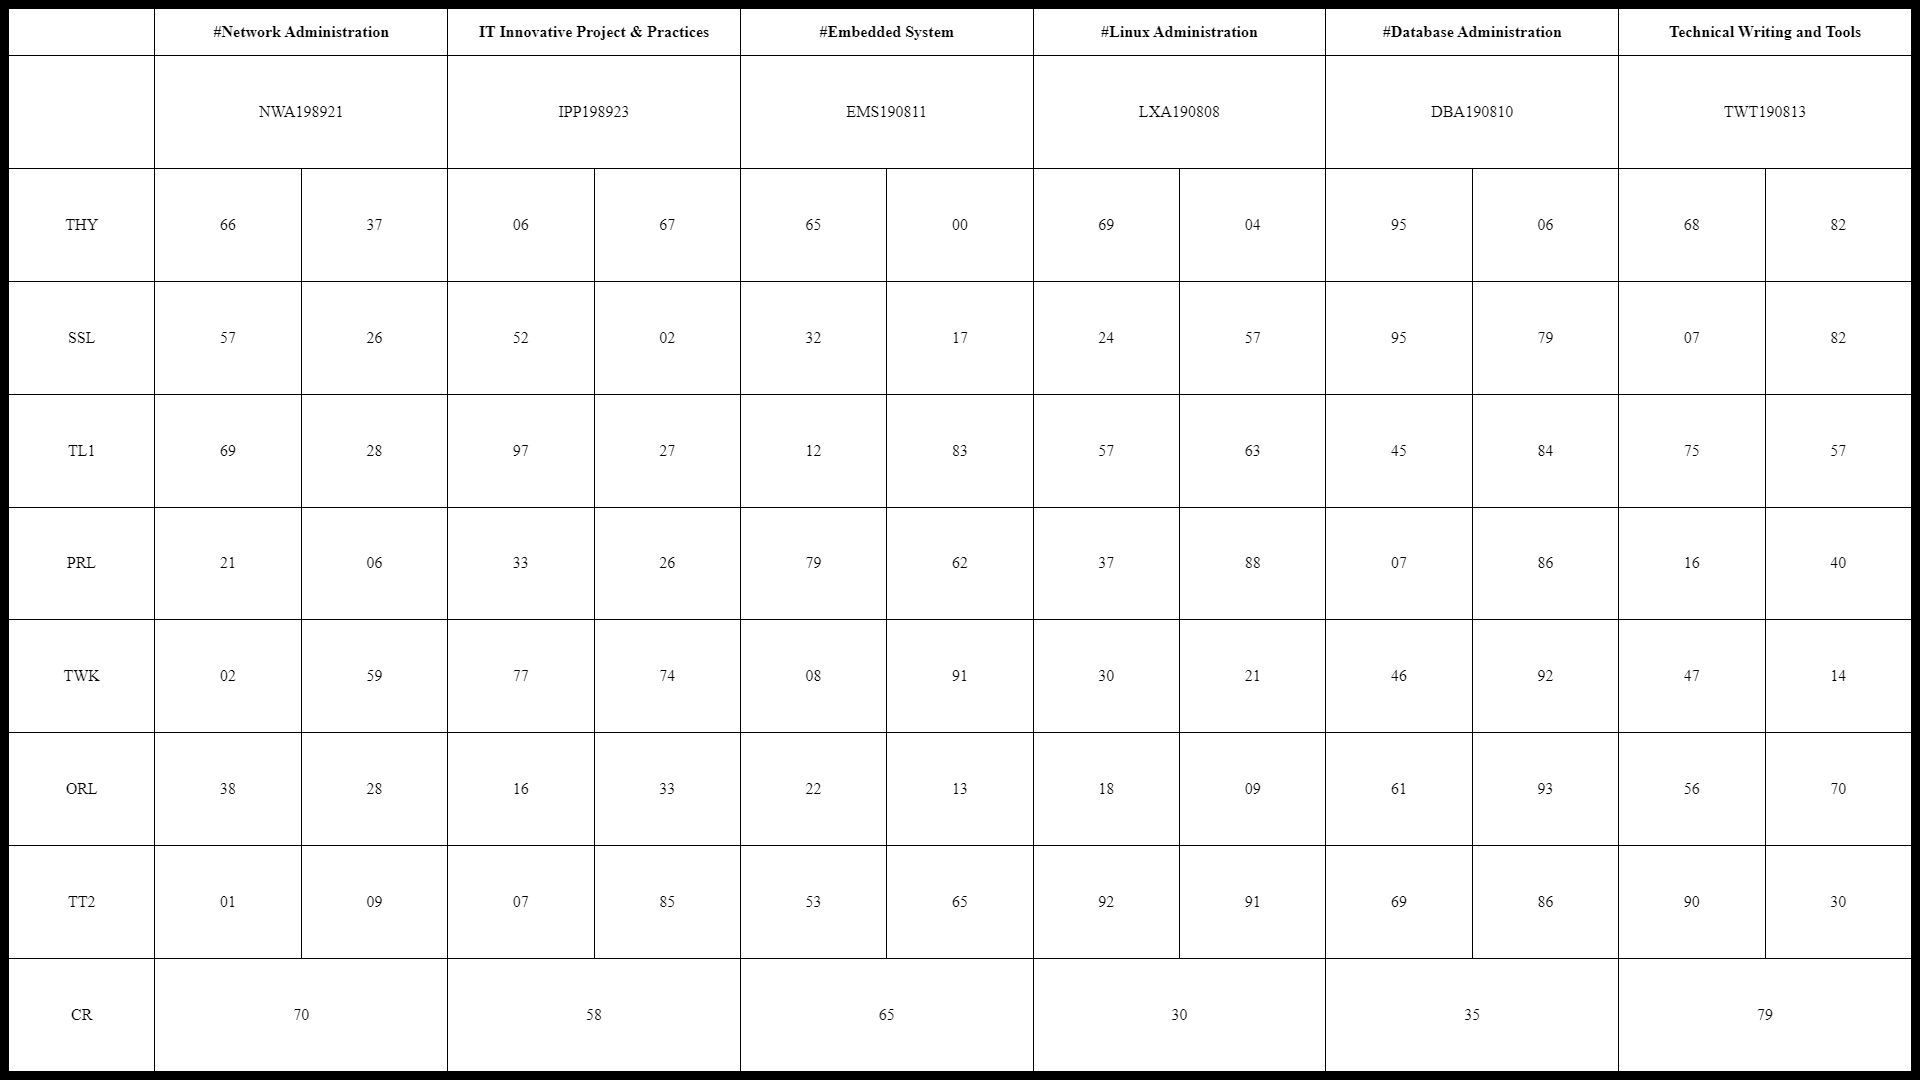 #Network Administration IT Innovative Project & Practices #Embedded System #Linux Administration #Database Administration Technical Writing and Tools
NWA198921 IPP198923 EMS190811 LXA190808 DBA190810 TWT190813
THY 66 37 06 67 65 00 69 04 95 06 68 82
SSL 57 26 52 02 32 17 24 57 95 79 07 82
TL1 69 28 97 27 12 83 57 63 45 84 75 57
PRL 21 06 33 26 79 62 37 88 07 86 16 40
TWK 02 59 77 74 08 91 30 21 46 92 47 14
ORL 38 28 16 33 22 13 18 09 61 93 56 70
TT2 01 09 07 85 53 65 92 91 69 86 90 30
CR 70 58 65 30 35 79